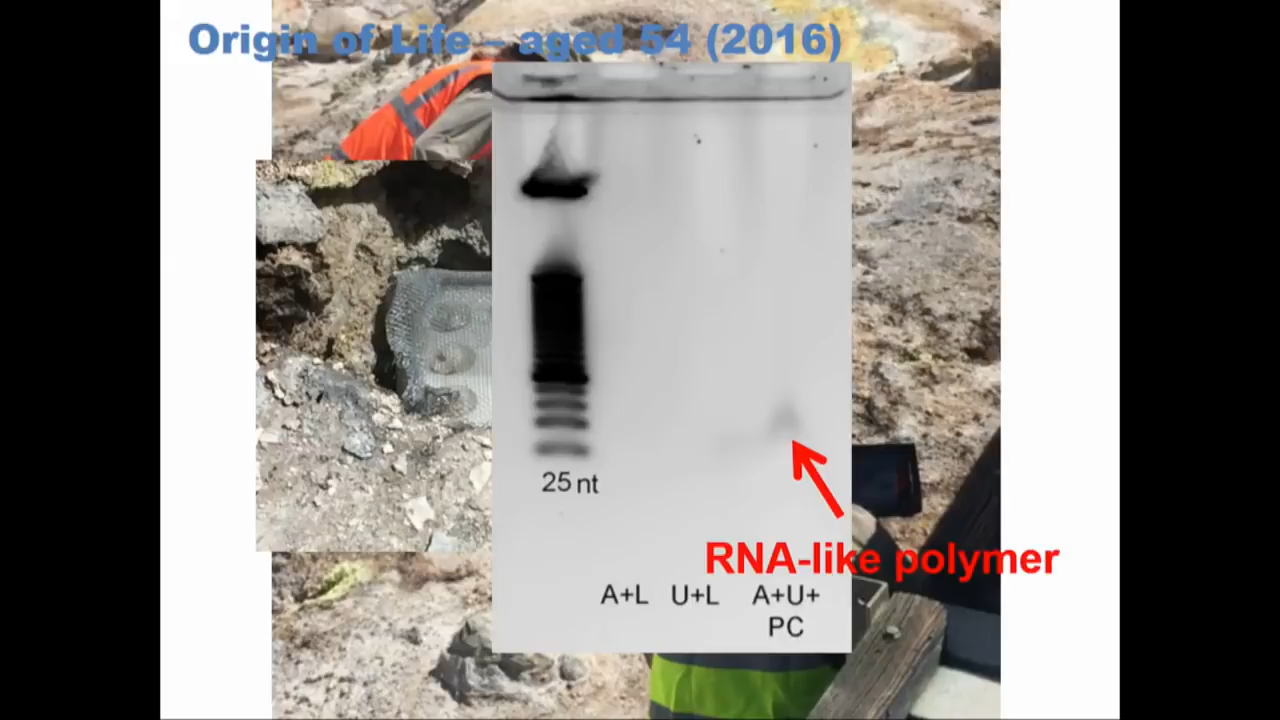 Origin of Life – aged 54 (2016)
25 nt
RNA-like polymer
A+L U+L A+U+
PC